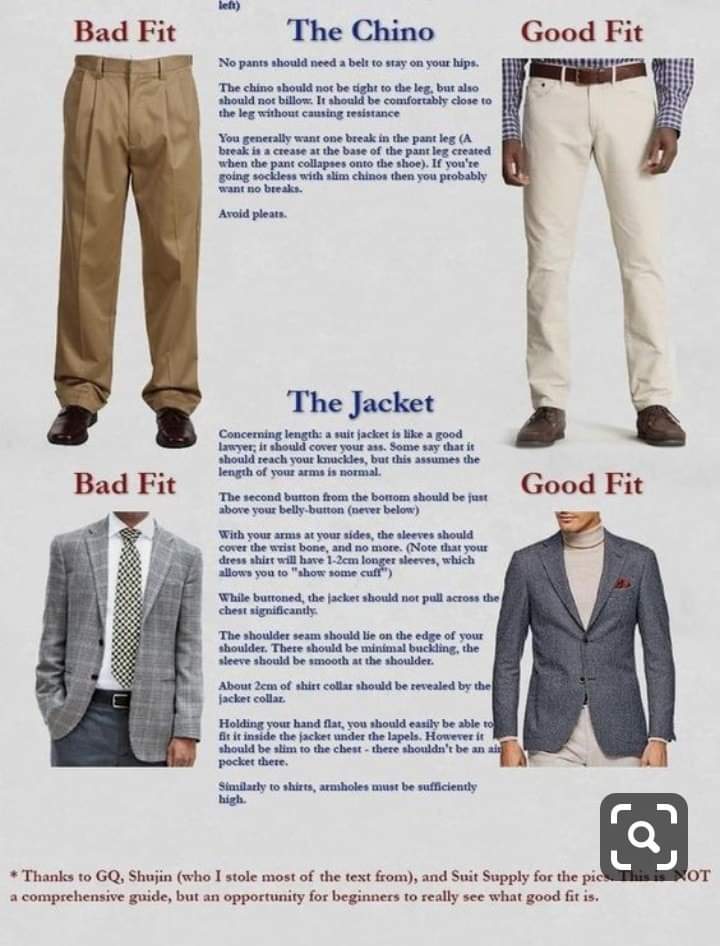 left)
Bad Fit
The Chino
Good Fit
No pants should need a belt to stay on your hips.
The chino should not be tight to the leg, but also
should not billow. It should be comfortably close to
the leg without causing resistance
You generally want one break in the pant leg (A
break is a crease at the base of the pant leg created
when the pant collapses onto the shoe). If you're
going sockless with slim chinos then you probably
want no breaks.
Avoid pleats.
The Jacket
Bad Fit
Good Fit
Concerning length: a suit jacket is like a good
lawyer; it should cover your ass. Some say that it
should reach your knuckles, but this assumes the
length of your arms is normal.
The second button from the bottom should be just
above your belly-button (never below)
With your arms at your sides, the sleeves should
cover the wrist bone, and no more. (Note that your
dress shirt will have 1-2cm longer sleeves, which
allows you to "show some cuff")
While buttoned, the jacket should not pull across the
chest significantly.
The shoulder seam should lie on the edge of your
shoulder. There should be minimal buckling, the
sleeve should be smooth at the shoulder.
About 2cm of shirt collar should be revealed by the
jacket collar.
Holding your hand flat, you should easily be able to
fit it inside the jacket under the lapels. However it
should be slim to the chest - there shouldn't be an air
pocket there.
Similarly to shirts, armholes must be sufficiently
high.
* Thanks to GQ, Shujin (who I stole most of the text from), and Suit Supply for the pics. This is NOT
a comprehensive guide, but an opportunity for beginners to really see what good fit is.